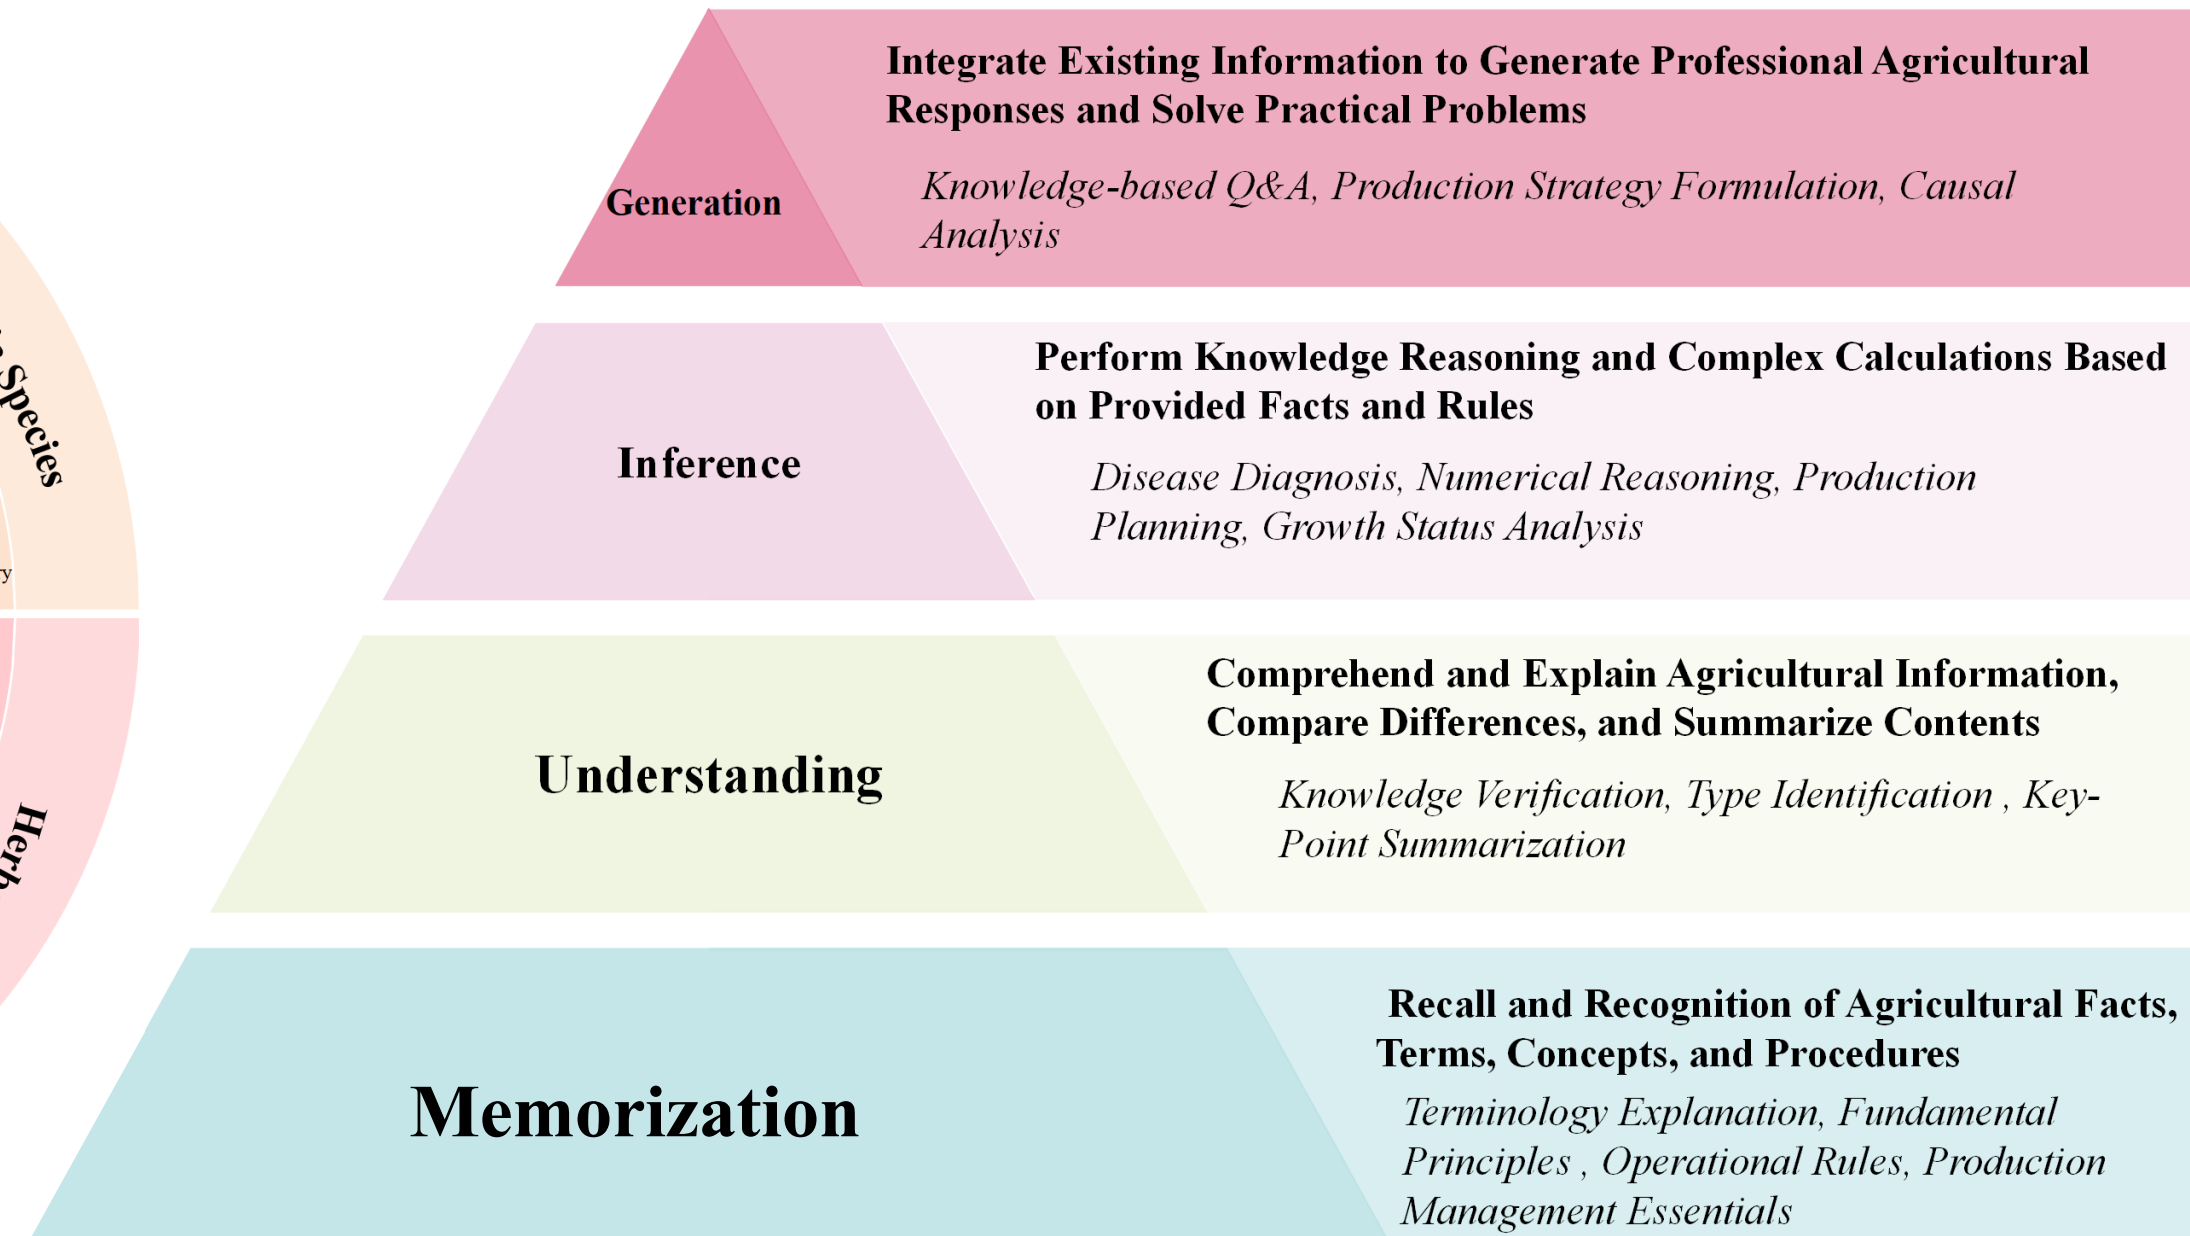 Integrate Existing Information to Generate Professional Agricultural
Responses and Solve Practical Problems
Knowledge-based Q&A, Production Strategy Formulation, Causal
Analysis
Generation
Perform Knowledge Reasoning and Complex Calculations Based
on Provided Facts and Rules
Disease Diagnosis, Numerical Reasoning, Production
Planning, Growth Status Analysis
Inference
Comprehend and Explain Agricultural Information,
Compare Differences, and Summarize Contents
Knowledge Verification, Type Identification , Key-
Point Summarization
Understanding
Recall and Recognition of Agricultural Facts,
Terms, Concepts, and Procedures
Terminology Explanation, Fundamental
Principles , Operational Rules, Production
Management Essentials
Memorization
Species